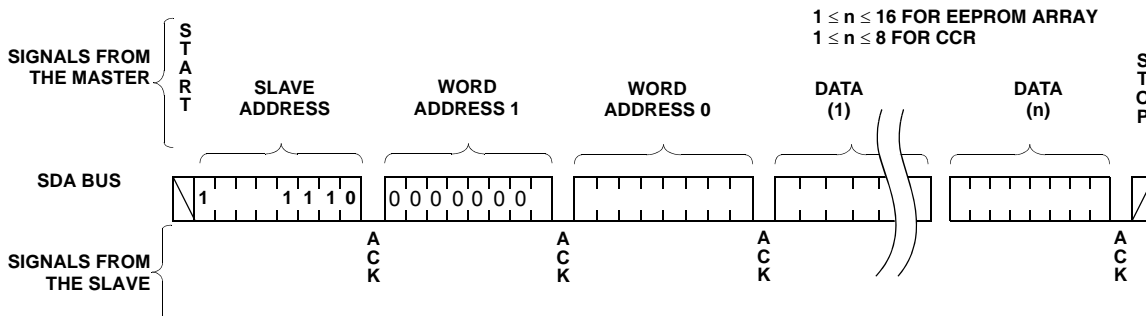 1 ≤ n ≤ 16 FOR EEPROM ARRAY
1 ≤ n ≤ 8 FOR CCR
SIGNALS FROM
THE MASTER
START
SLAVE
ADDRESS
WORD
ADDRESS 1
WORD
ADDRESS 0
DATA
(1)
DATA
(n)
STOP
SDA BUS
1 1 1 1 0
0 0 0 0 0 0 0
SIGNALS FROM
THE SLAVE
ACK
ACK
ACK
ACK